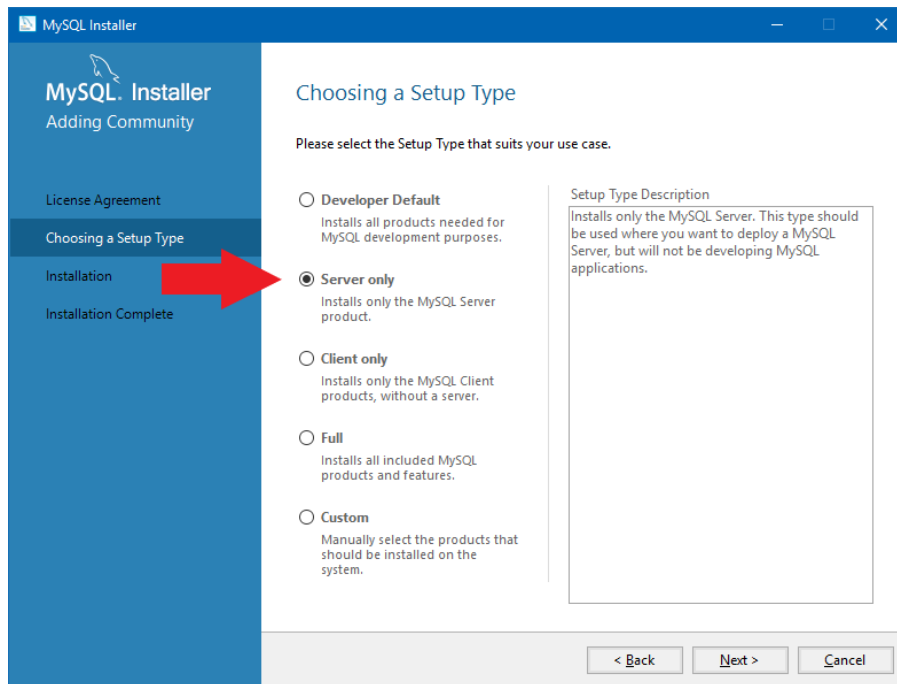 MySQL Installer
MySQL. Installer
Adding Community
License Agreement
Choosing a Setup Type
Installation
Installation Complete
Choosing a Setup Type
Please select the Setup Type that suits your use case.
Developer Default
Installs all products needed for
MySQL development purposes.
Server only
Installs only the MySQL Server
product.
Client only
Installs only the MySQL Client
products, without a server.
Full
Installs all included MySQL
products and features.
Custom
Manually select the products that
should be installed on the
system.
Setup Type Description
Installs only the MySQL Server. This type should
be used where you want to deploy a MySQL
Server, but will not be developing MySQL
applications.
< Back
Next >
Cancel